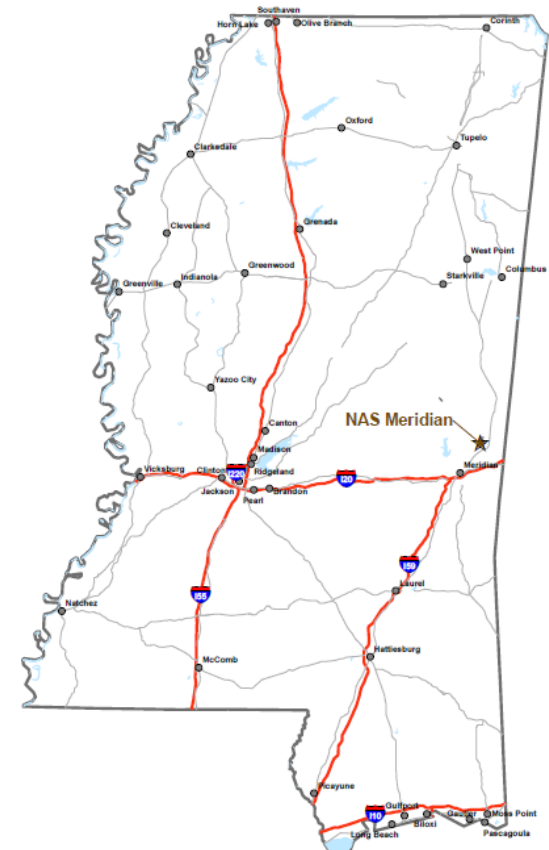 Southaven
Horn Lake
Olive Branch
Corinth
Oxford
Tupelo
Clarksdale
Cleveland
Grenada
West Point
Greenwood
Columbus
Indianola
Starkville
Greenville
Yazoo City
NAS Meridian
Canton
Madison
Ridgeland
I220
Vicksburg
Clinton
Meridian
I20
Jackson
Brandon
Pearl
I59
Laurel
I55
Natchez
Hattiesburg
McComb
Picayune
Gulfport
I10
Gautier
Moss Point
Biloxi
Long Beach
Pascagoula